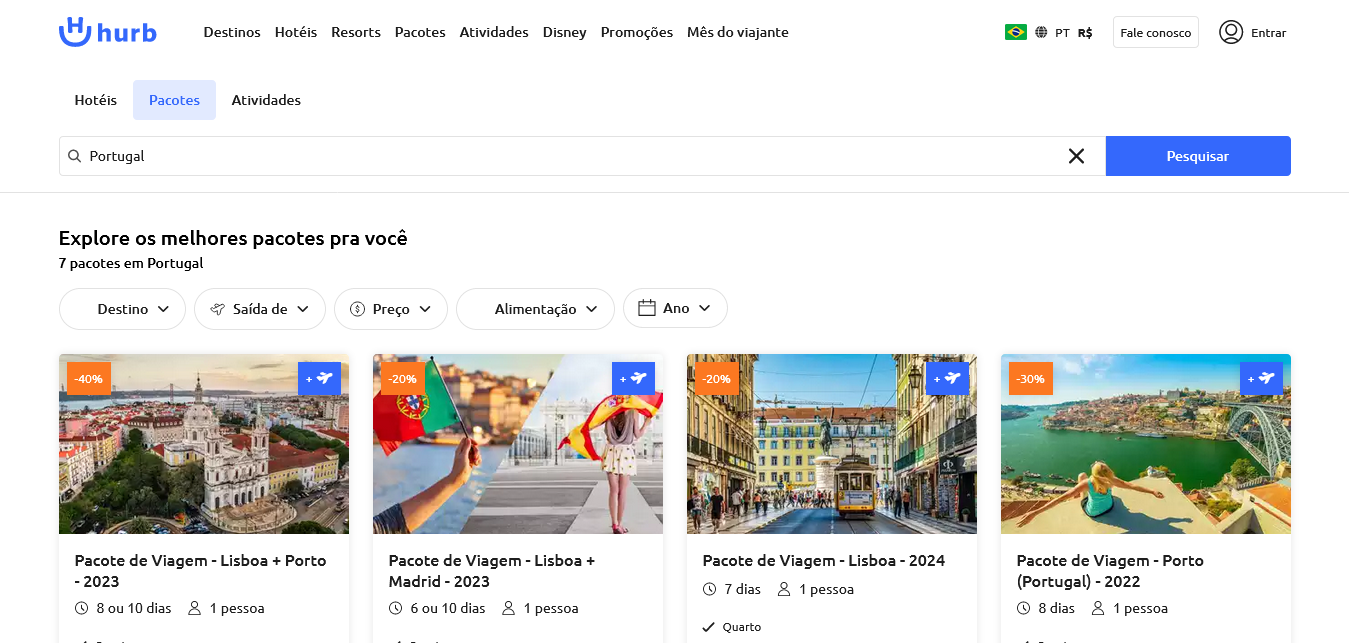 hurb
Destinos Hotéis Resorts Pacotes Atividades Disney Promoções Mês do viajante
PT R$ Fale conosco Entrar
Hotéis Pacotes Atividades
Portugal
Pesquisar
Explore os melhores pacotes pra você
7 pacotes em Portugal
Destino Saída de Preço Alimentação Ano
-40% + -20% + -20% + -30% +
Pacote de Viagem - Lisboa + Porto
- 2023
8 ou 10 dias 1 pessoa
Pacote de Viagem - Lisboa +
Madrid - 2023
6 ou 10 dias 1 pessoa
Pacote de Viagem - Lisboa - 2024
7 dias 1 pessoa
Quarto
Pacote de Viagem - Porto
(Portugal) - 2022
8 dias 1 pessoa